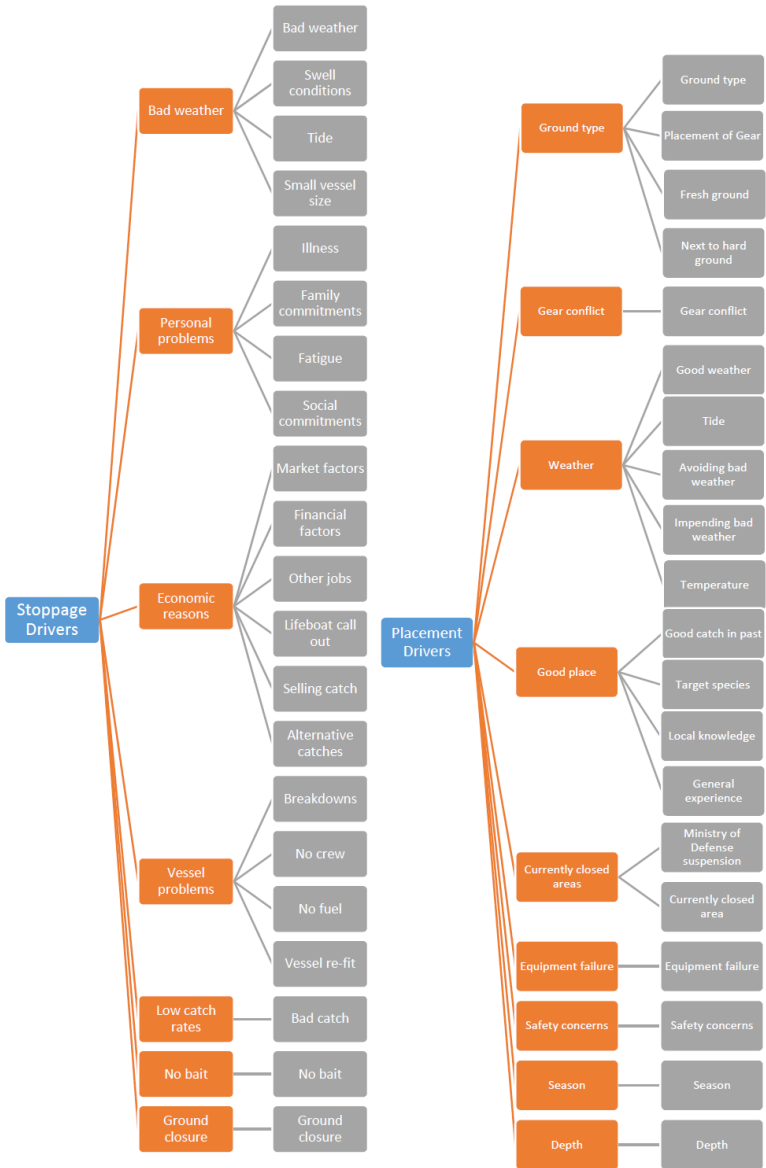 Stoppage
Drivers
Bad weather
Bad weather
Swell
conditions
Tide
Small vessel
size
Personal
problems
Illness
Family
commitments
Fatigue
Social
commitments
Economic
reasons
Market factors
Financial
factors
Other jobs
Lifeboat call
out
Selling catch
Alternative
catches
Vessel
problems
Breakdowns
No crew
No fuel
Vessel re-fit
Low catch
rates
Bad catch
No bait
No bait
Ground
closure
Ground
closure
Placement
Drivers
Ground type
Ground type
Placement of Gear
Fresh ground
Next to hard
ground
Gear conflict
Gear conflict
Weather
Good weather
Tide
Avoiding bad
weather
Impending bad
weather
Temperature
Good place
Good catch in past
Target species
Local knowledge
General
experience
Currently closed
areas
Ministry of
Defense
suspension
Currently closed
area
Equipment failure
Equipment failure
Safety concerns
Safety concerns
Season
Season
Depth
Depth